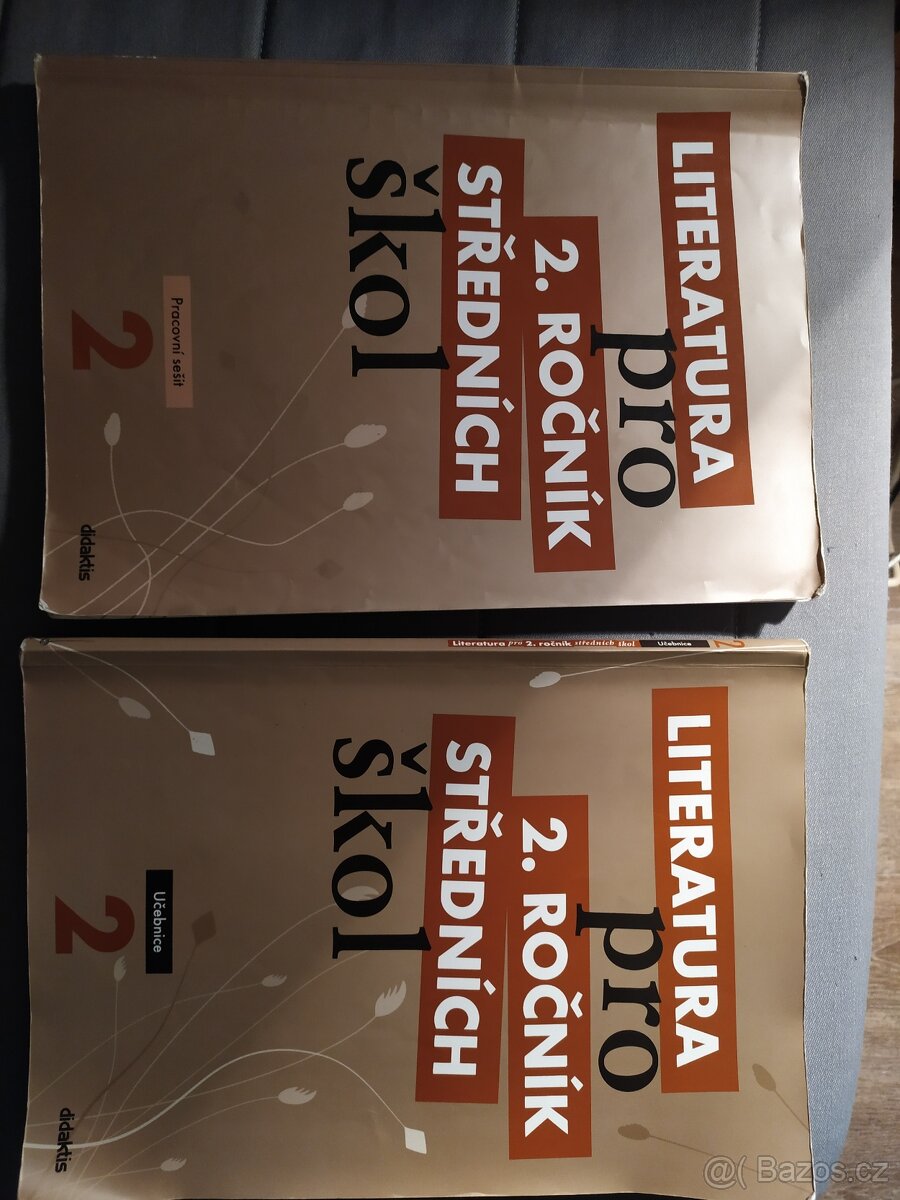 LITERATURA
pro
2. ROČNÍK
STŘEDNÍCH
škol
Pracovní sešit
2
didaktis
Literatura pro 2. ročník středních škol Učebnice 2
LITERATURA
pro
2. ROČNÍK
STŘEDNÍCH
škol
Učebnice
2
didaktis
@( Bazos.cz